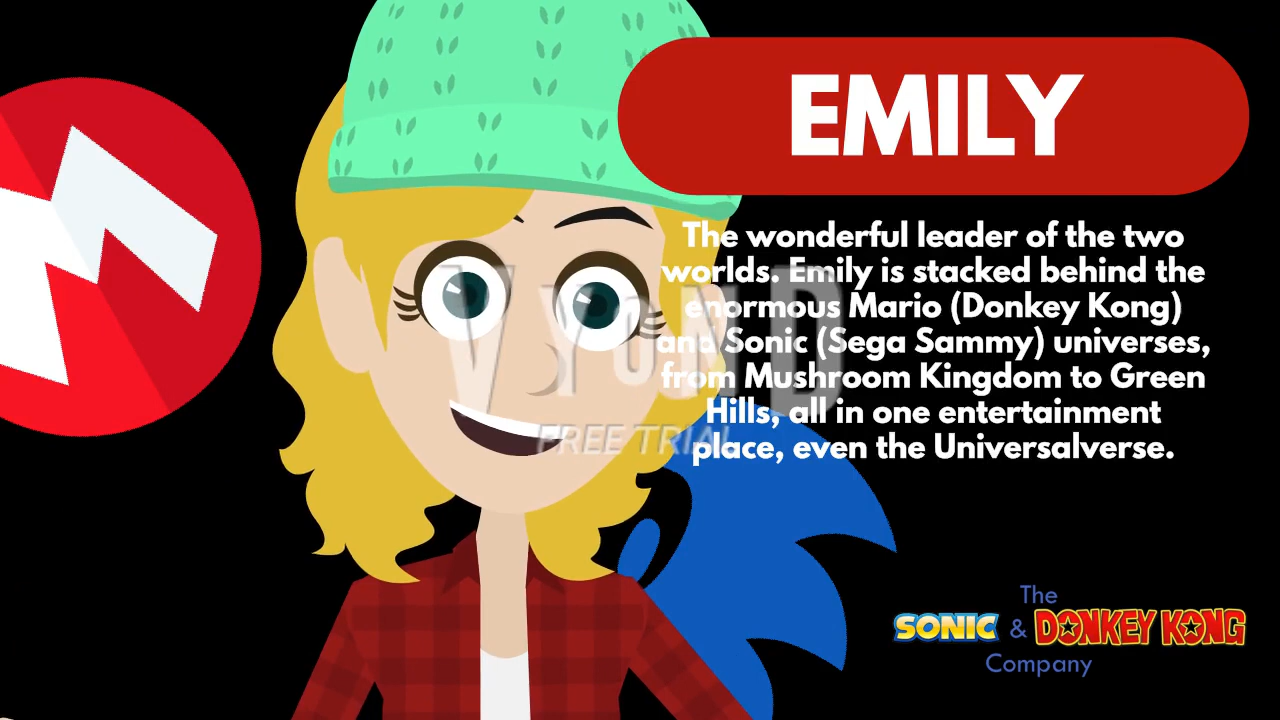 EMILY
The wonderful leader of the two
worlds. Emily is stacked behind the
enormous Mario (Donkey Kong)
and Sonic (Sega Sammy) universes,
from Mushroom Kingdom to Green
Hills, all in one entertainment
place, even the Universalverse.
VYOND
FREE TRIAL
The
SONIC & DONKEY KONG
Company